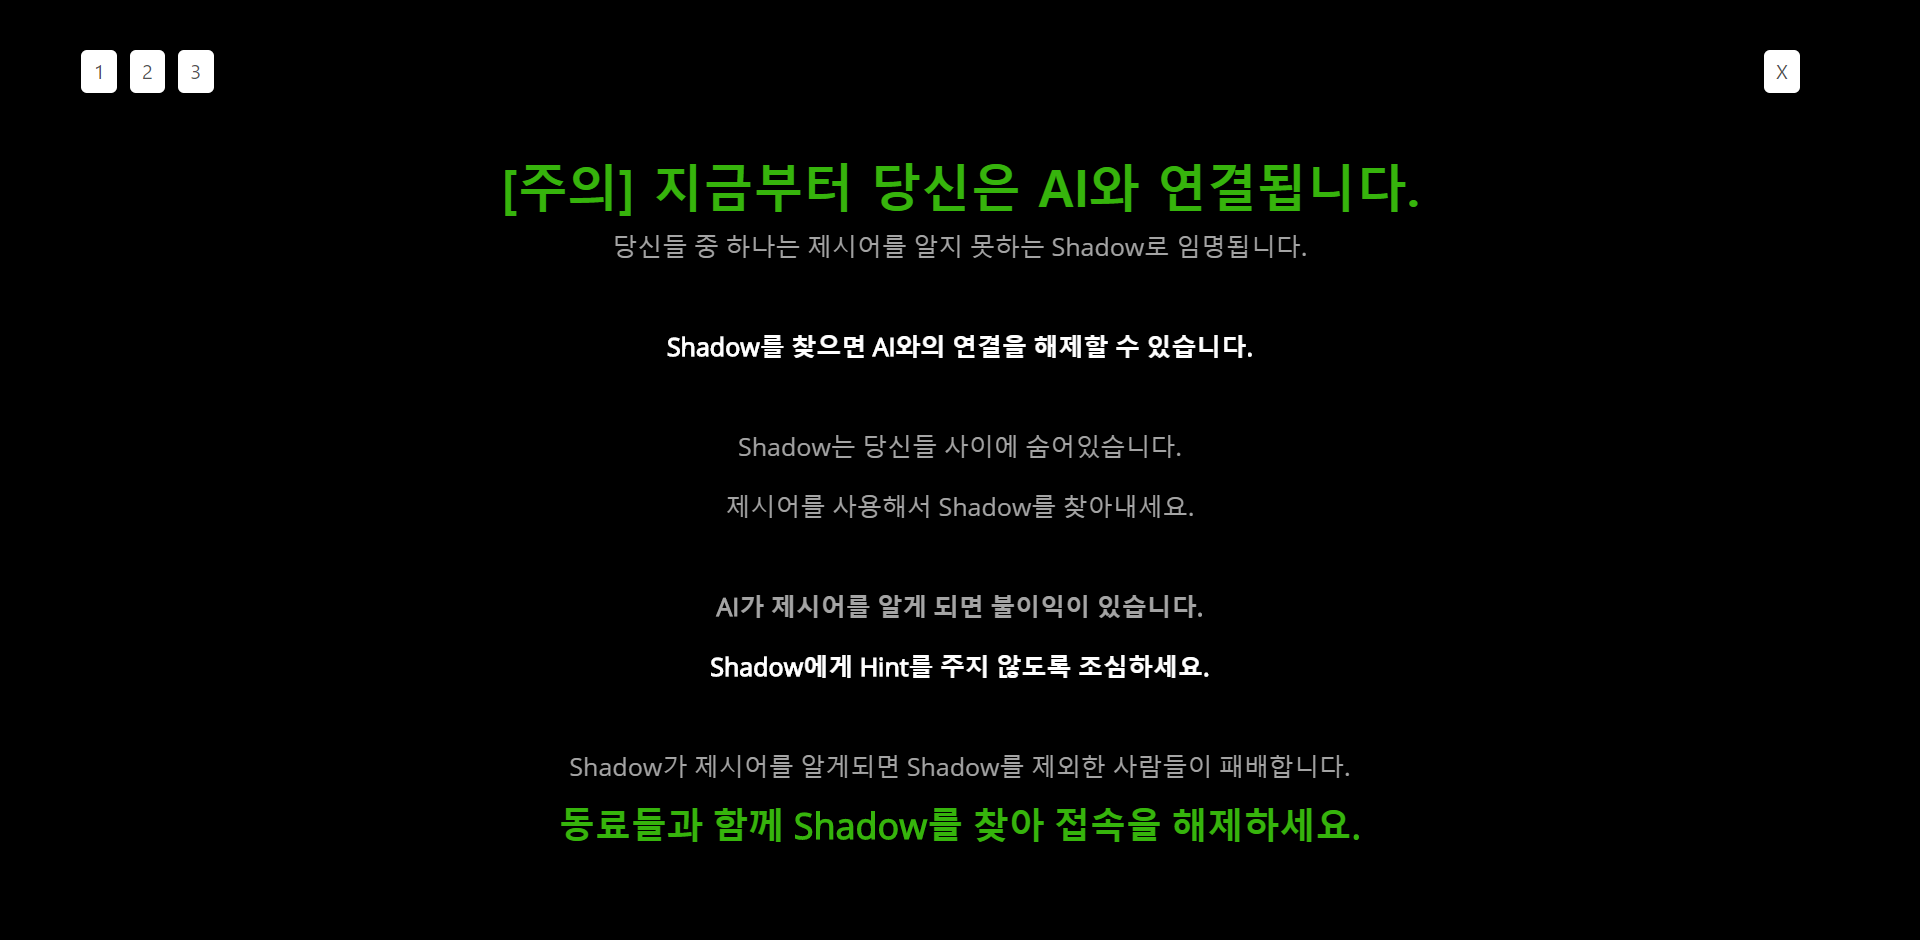 1 2 3 X
[주의] 지금부터 당신은 AI와 연결됩니다.
당신들 중 하나는 제시어를 알지 못하는 Shadow로 임명됩니다.
Shadow를 찾으면 AI와의 연결을 해제할 수 있습니다.
Shadow는 당신들 사이에 숨어있습니다.
제시어를 사용해서 Shadow를 찾아내세요.
AI가 제시어를 알게 되면 불이익이 있습니다.
Shadow에게 Hint를 주지 않도록 조심하세요.
Shadow가 제시어를 알게되면 Shadow를 제외한 사람들이 패배합니다.
동료들과 함께 Shadow를 찾아 접속을 해제하세요.